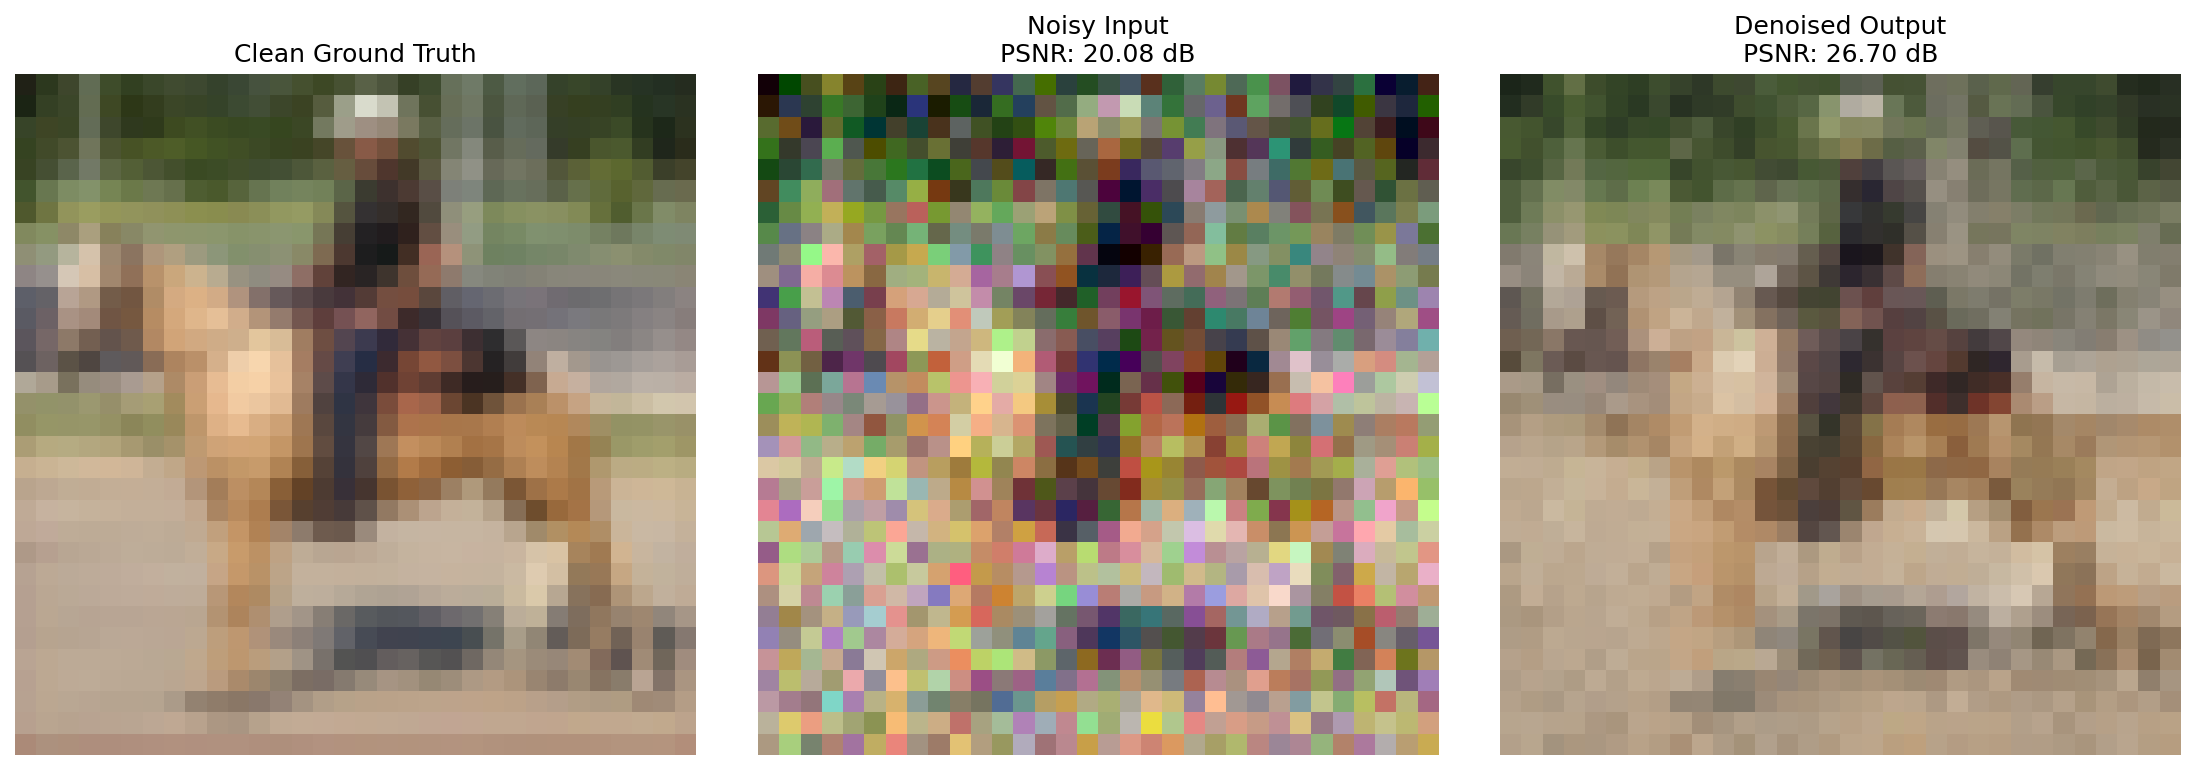 Clean Ground Truth
Noisy Input
PSNR: 20.08 dB
Denoised Output
PSNR: 26.70 dB